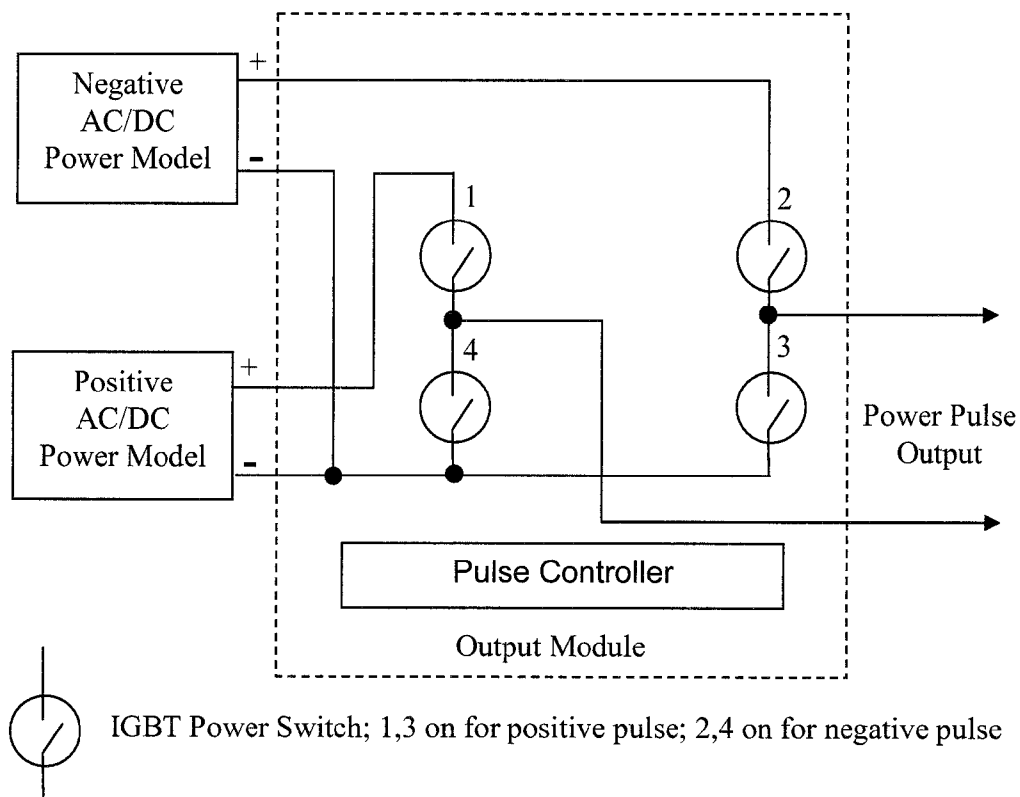 +
Negative
AC/DC
Power Model
-
1
2
+
Positive
AC/DC
Power Model
-
4
3
Power Pulse
Output
Pulse Controller
Output Module
IGBT Power Switch; 1,3 on for positive pulse; 2,4 on for negative pulse